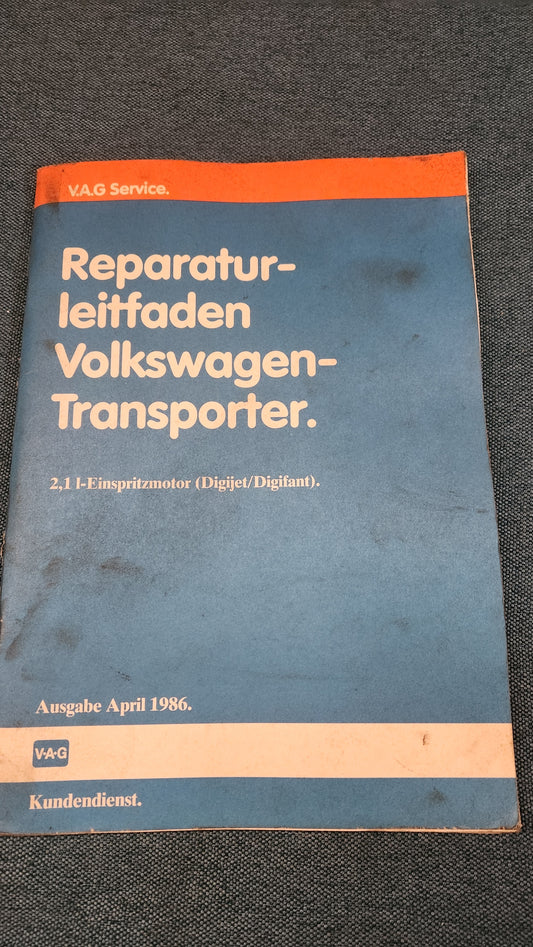 V.A.G Service.
Reparatur-
leitfaden
Volkswagen-
Transporter.
2,1 l-Einspritzmotor (Digijet/Digifant).
Ausgabe April 1986.
V·A·G
Kundendienst.